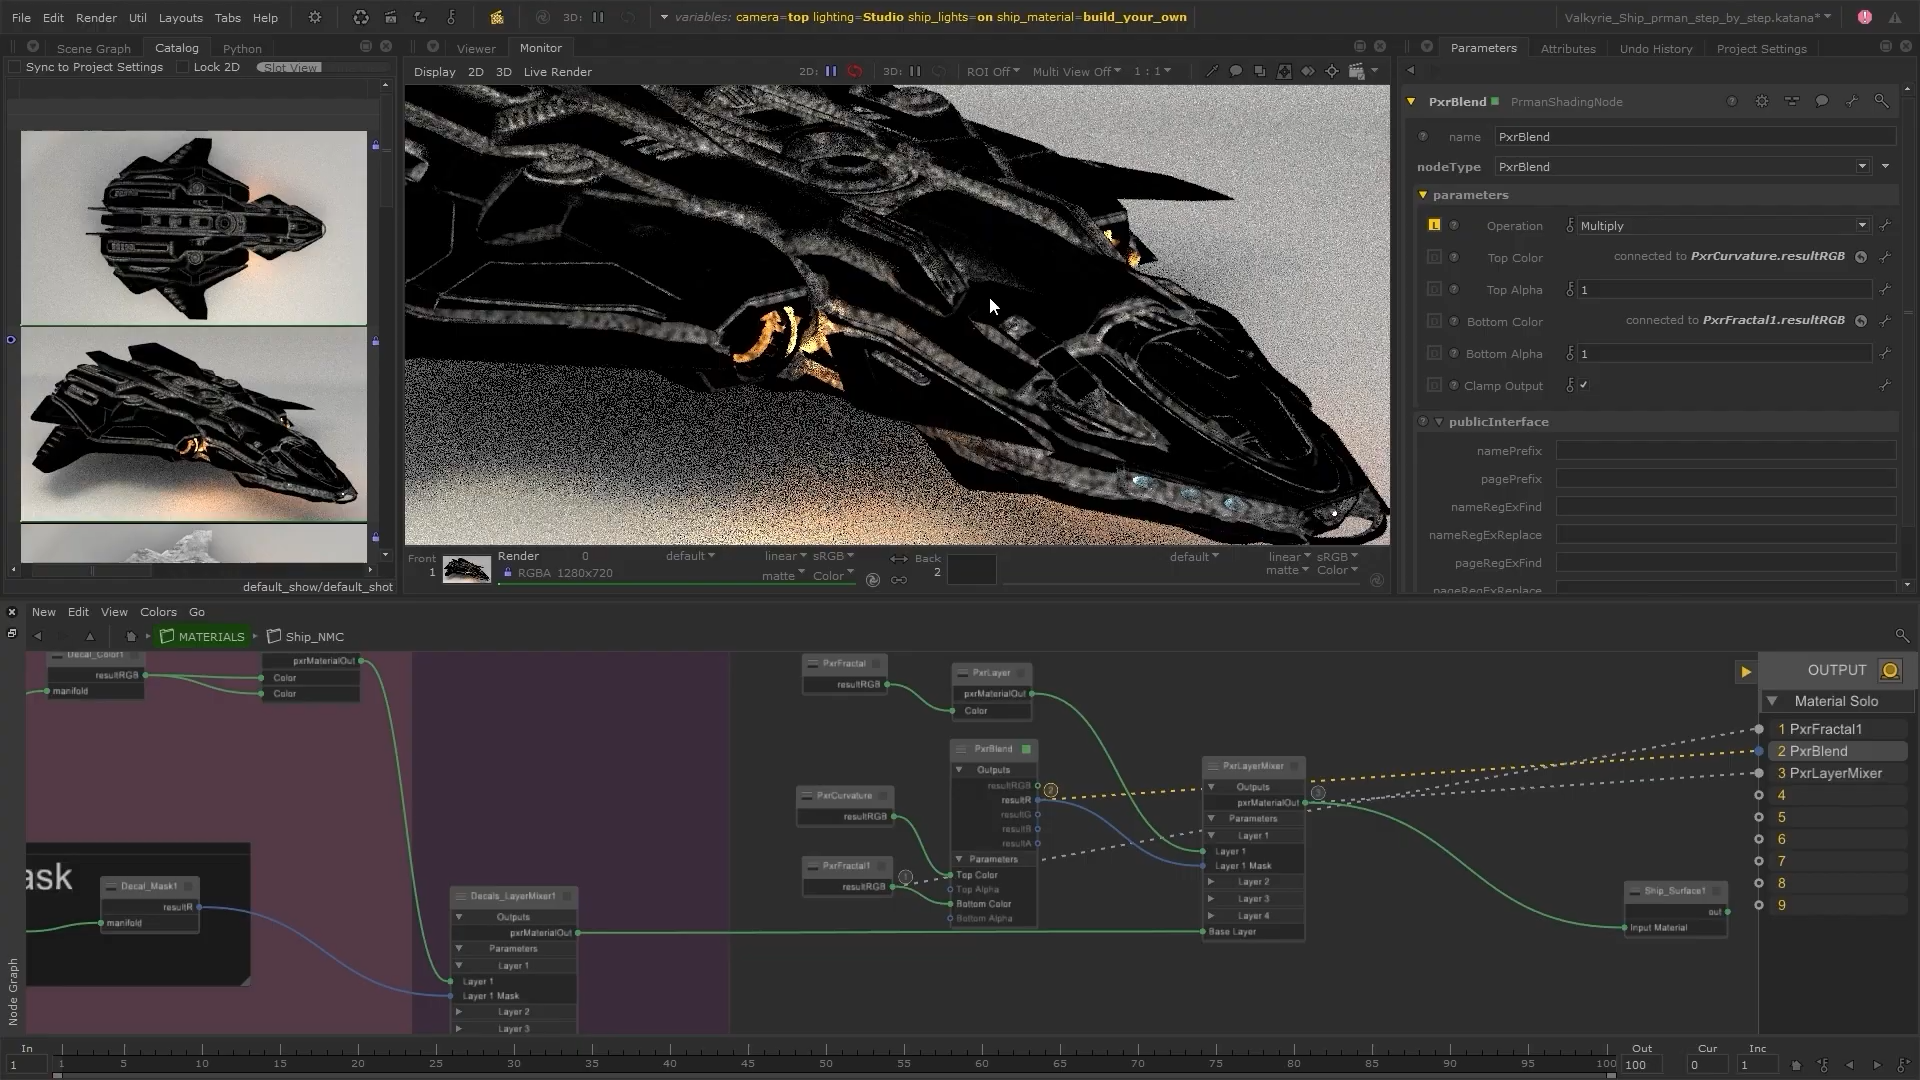 File Edit Render Util Layouts Tabs Help
3D:
variables: camera=top lighting=Studio ship_lights=on ship_material=build_your_own
Valkyrie_Ship_prman_step_by_step.katana*
Scene Graph Catalog Python
Viewer Monitor
Parameters Attributes Undo History Project Settings
Sync to Project Settings Lock 2D Slot View
Display 2D 3D Live Render 2D: 3D: ROI Off Multi View Off 1 : 1
PxrBlend PrmanShadingNode
name PxrBlend
nodeType PxrBlend
parameters
Operation Multiply
Top Color connected to PxrCurvature.resultRGB
Top Alpha 1
Bottom Color connected to PxrFractal1.resultRGB
Bottom Alpha 1
Clamp Output
publicInterface
namePrefix
pagePrefix
nameRegExFind
nameRegExReplace
pageRegExFind
pageRegExReplace
Front Render 0 default linear sRGB Back default linear sRGB
1 RGBA 1280x720 matte Color 2 matte Color
default_show/default_shot
New Edit View Colors Go
MATERIALS Ship_NMC
Decal_Color1
resultRGB
manifold
pxrMaterialOut
Color
Color
ask
Decal_Mask1
resultR
manifold
Decals_LayerMixer1
Outputs
pxrMaterialOut
Parameters
Layer 1
Layer 1
Layer 1 Mask
Layer 2
Layer 3
PxrFractal
resultRGB
PxrLayer
pxrMaterialOut
Color
PxrCurvature
resultRGB
PxrFractal1
resultRGB
1
PxrBlend
Outputs
resultRGB
resultR
resultG
resultB
resultA
Parameters
Top Color
Top Alpha
Bottom Color
Bottom Alpha
2
PxrLayerMixer
Outputs
pxrMaterialOut
Parameters
Layer 1
Layer 1
Layer 1 Mask
Layer 2
Layer 3
Layer 4
Base Layer
3
Ship_Surface1
out
Input Material
OUTPUT
Material Solo
1 PxrFractal1
2 PxrBlend
3 PxrLayerMixer
4
5
6
7
8
9
Node Graph
In
1
1 5 10 15 20 25 30 35 40 45 50 55 60 65 70 75 80 85 90 95 100
Out Cur Inc
100 0 1